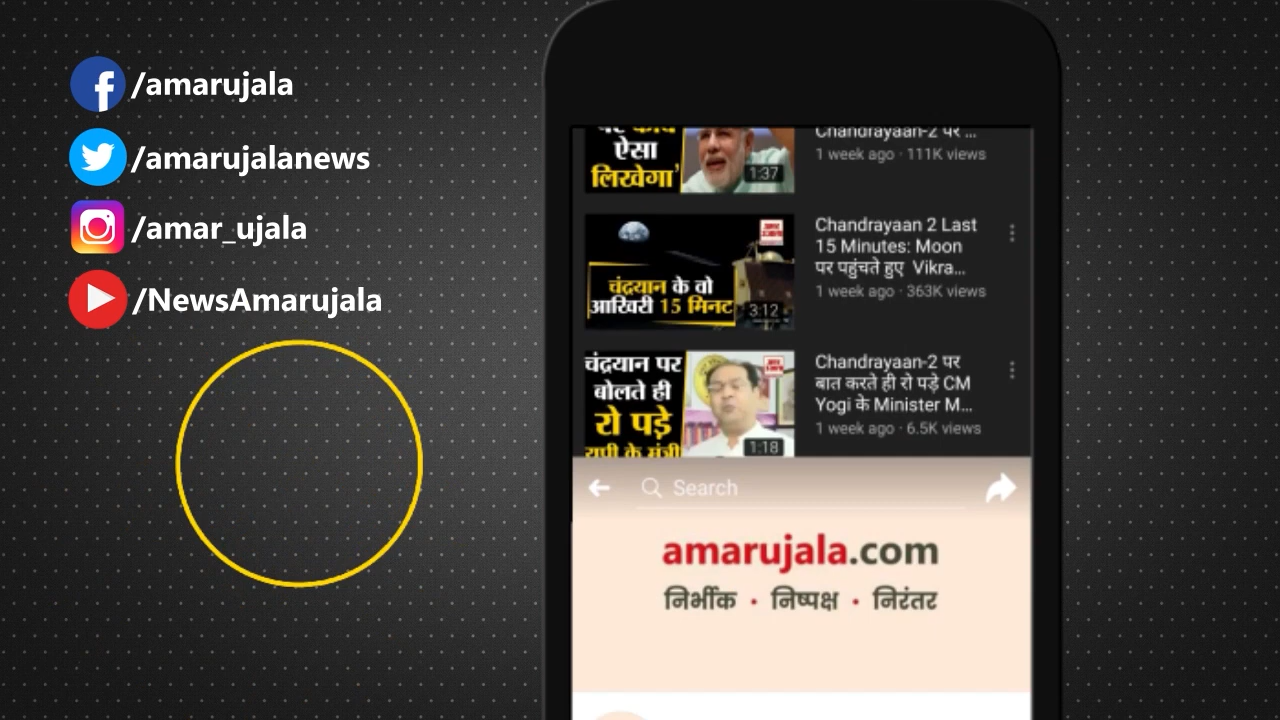 /amarujala
/amarujalanews
/amar_ujala
/NewsAmarujala
ऐसा
लिखेगा'
1:37
Chandrayaan-2 पर ...
1 week ago · 111K views
चंद्रयान के वो
आखिरी 15 मिनट
3:12
Chandrayaan 2 Last
15 Minutes: Moon
पर पहुंचते हुए Vikra...
1 week ago · 363K views
चंद्रयान पर
बोलते ही
रो पड़े
यूपी के मंत्री
1:18
Chandrayaan-2 पर
बात करते ही रो पड़े CM
Yogi के Minister M...
1 week ago · 6.5K views
Search
amarujala.com
निर्भीक • निष्पक्ष • निरंतर